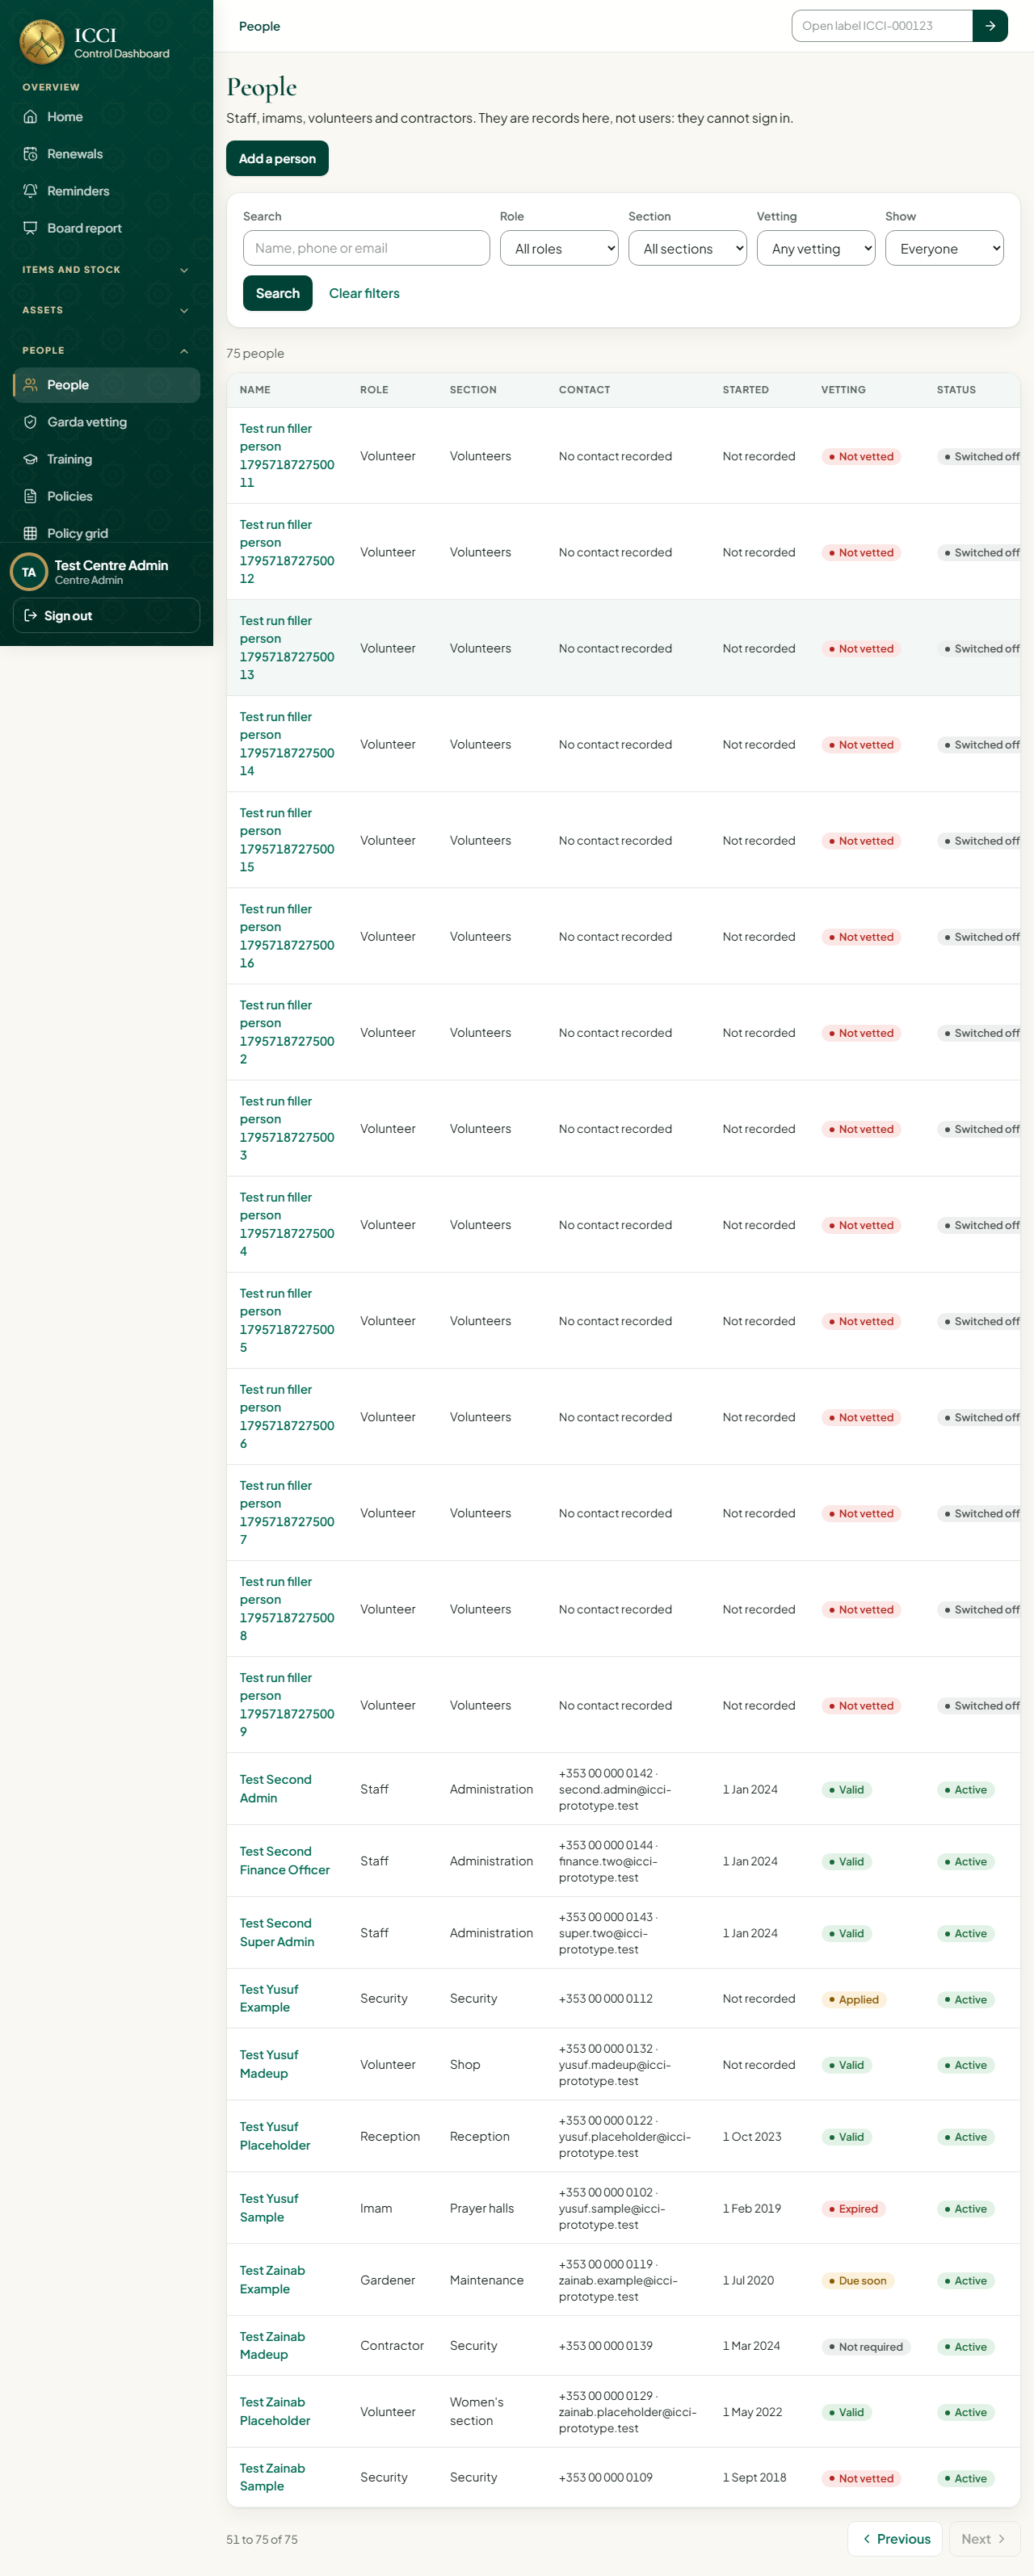 ICCI
Control Dashboard
OVERVIEW
Home
Renewals
Reminders
Board report
ITEMS AND STOCK
ASSETS
PEOPLE
People
Garda vetting
Training
Policies
Policy grid
TA
Test Centre Admin
Centre Admin
Sign out
People
Open label ICCI-000123
People
Staff, imams, volunteers and contractors. They are records here, not users: they cannot sign in.
Add a person
Search Role Section Vetting Show
Name, phone or email All roles All sections Any vetting Everyone
Search Clear filters
75 people
NAME ROLE SECTION CONTACT STARTED VETTING STATUS
Test run filler
person
1795718727500
11
Volunteer Volunteers No contact recorded Not recorded Not vetted Switched off
Test run filler
person
1795718727500
12
Volunteer Volunteers No contact recorded Not recorded Not vetted Switched off
Test run filler
person
1795718727500
13
Volunteer Volunteers No contact recorded Not recorded Not vetted Switched off
Test run filler
person
1795718727500
14
Volunteer Volunteers No contact recorded Not recorded Not vetted Switched off
Test run filler
person
1795718727500
15
Volunteer Volunteers No contact recorded Not recorded Not vetted Switched off
Test run filler
person
1795718727500
16
Volunteer Volunteers No contact recorded Not recorded Not vetted Switched off
Test run filler
person
1795718727500
2
Volunteer Volunteers No contact recorded Not recorded Not vetted Switched off
Test run filler
person
1795718727500
3
Volunteer Volunteers No contact recorded Not recorded Not vetted Switched off
Test run filler
person
1795718727500
4
Volunteer Volunteers No contact recorded Not recorded Not vetted Switched off
Test run filler
person
1795718727500
5
Volunteer Volunteers No contact recorded Not recorded Not vetted Switched off
Test run filler
person
1795718727500
6
Volunteer Volunteers No contact recorded Not recorded Not vetted Switched off
Test run filler
person
1795718727500
7
Volunteer Volunteers No contact recorded Not recorded Not vetted Switched off
Test run filler
person
1795718727500
8
Volunteer Volunteers No contact recorded Not recorded Not vetted Switched off
Test run filler
person
1795718727500
9
Volunteer Volunteers No contact recorded Not recorded Not vetted Switched off
Test Second
Admin
Staff Administration
+353 00 000 0142 ·
second.admin@icci-
prototype.test
1 Jan 2024 Valid Active
Test Second
Finance Officer
Staff Administration
+353 00 000 0144 ·
finance.two@icci-
prototype.test
1 Jan 2024 Valid Active
Test Second
Super Admin
Staff Administration
+353 00 000 0143 ·
super.two@icci-
prototype.test
1 Jan 2024 Valid Active
Test Yusuf
Example
Security Security +353 00 000 0112 Not recorded Applied Active
Test Yusuf
Madeup
Volunteer Shop
+353 00 000 0132 ·
yusuf.madeup@icci-
prototype.test
Not recorded Valid Active
Test Yusuf
Placeholder
Reception Reception
+353 00 000 0122 ·
yusuf.placeholder@icci-
prototype.test
1 Oct 2023 Valid Active
Test Yusuf
Sample
Imam Prayer halls
+353 00 000 0102 ·
yusuf.sample@icci-
prototype.test
1 Feb 2019 Expired Active
Test Zainab
Example
Gardener Maintenance
+353 00 000 0119 ·
zainab.example@icci-
prototype.test
1 Jul 2020 Due soon Active
Test Zainab
Madeup
Contractor Security +353 00 000 0139 1 Mar 2024 Not required Active
Test Zainab
Placeholder
Volunteer
Women's
section
+353 00 000 0129 ·
zainab.placeholder@icci-
prototype.test
1 May 2022 Valid Active
Test Zainab
Sample
Security Security +353 00 000 0109 1 Sept 2018 Not vetted Active
51 to 75 of 75
Previous Next